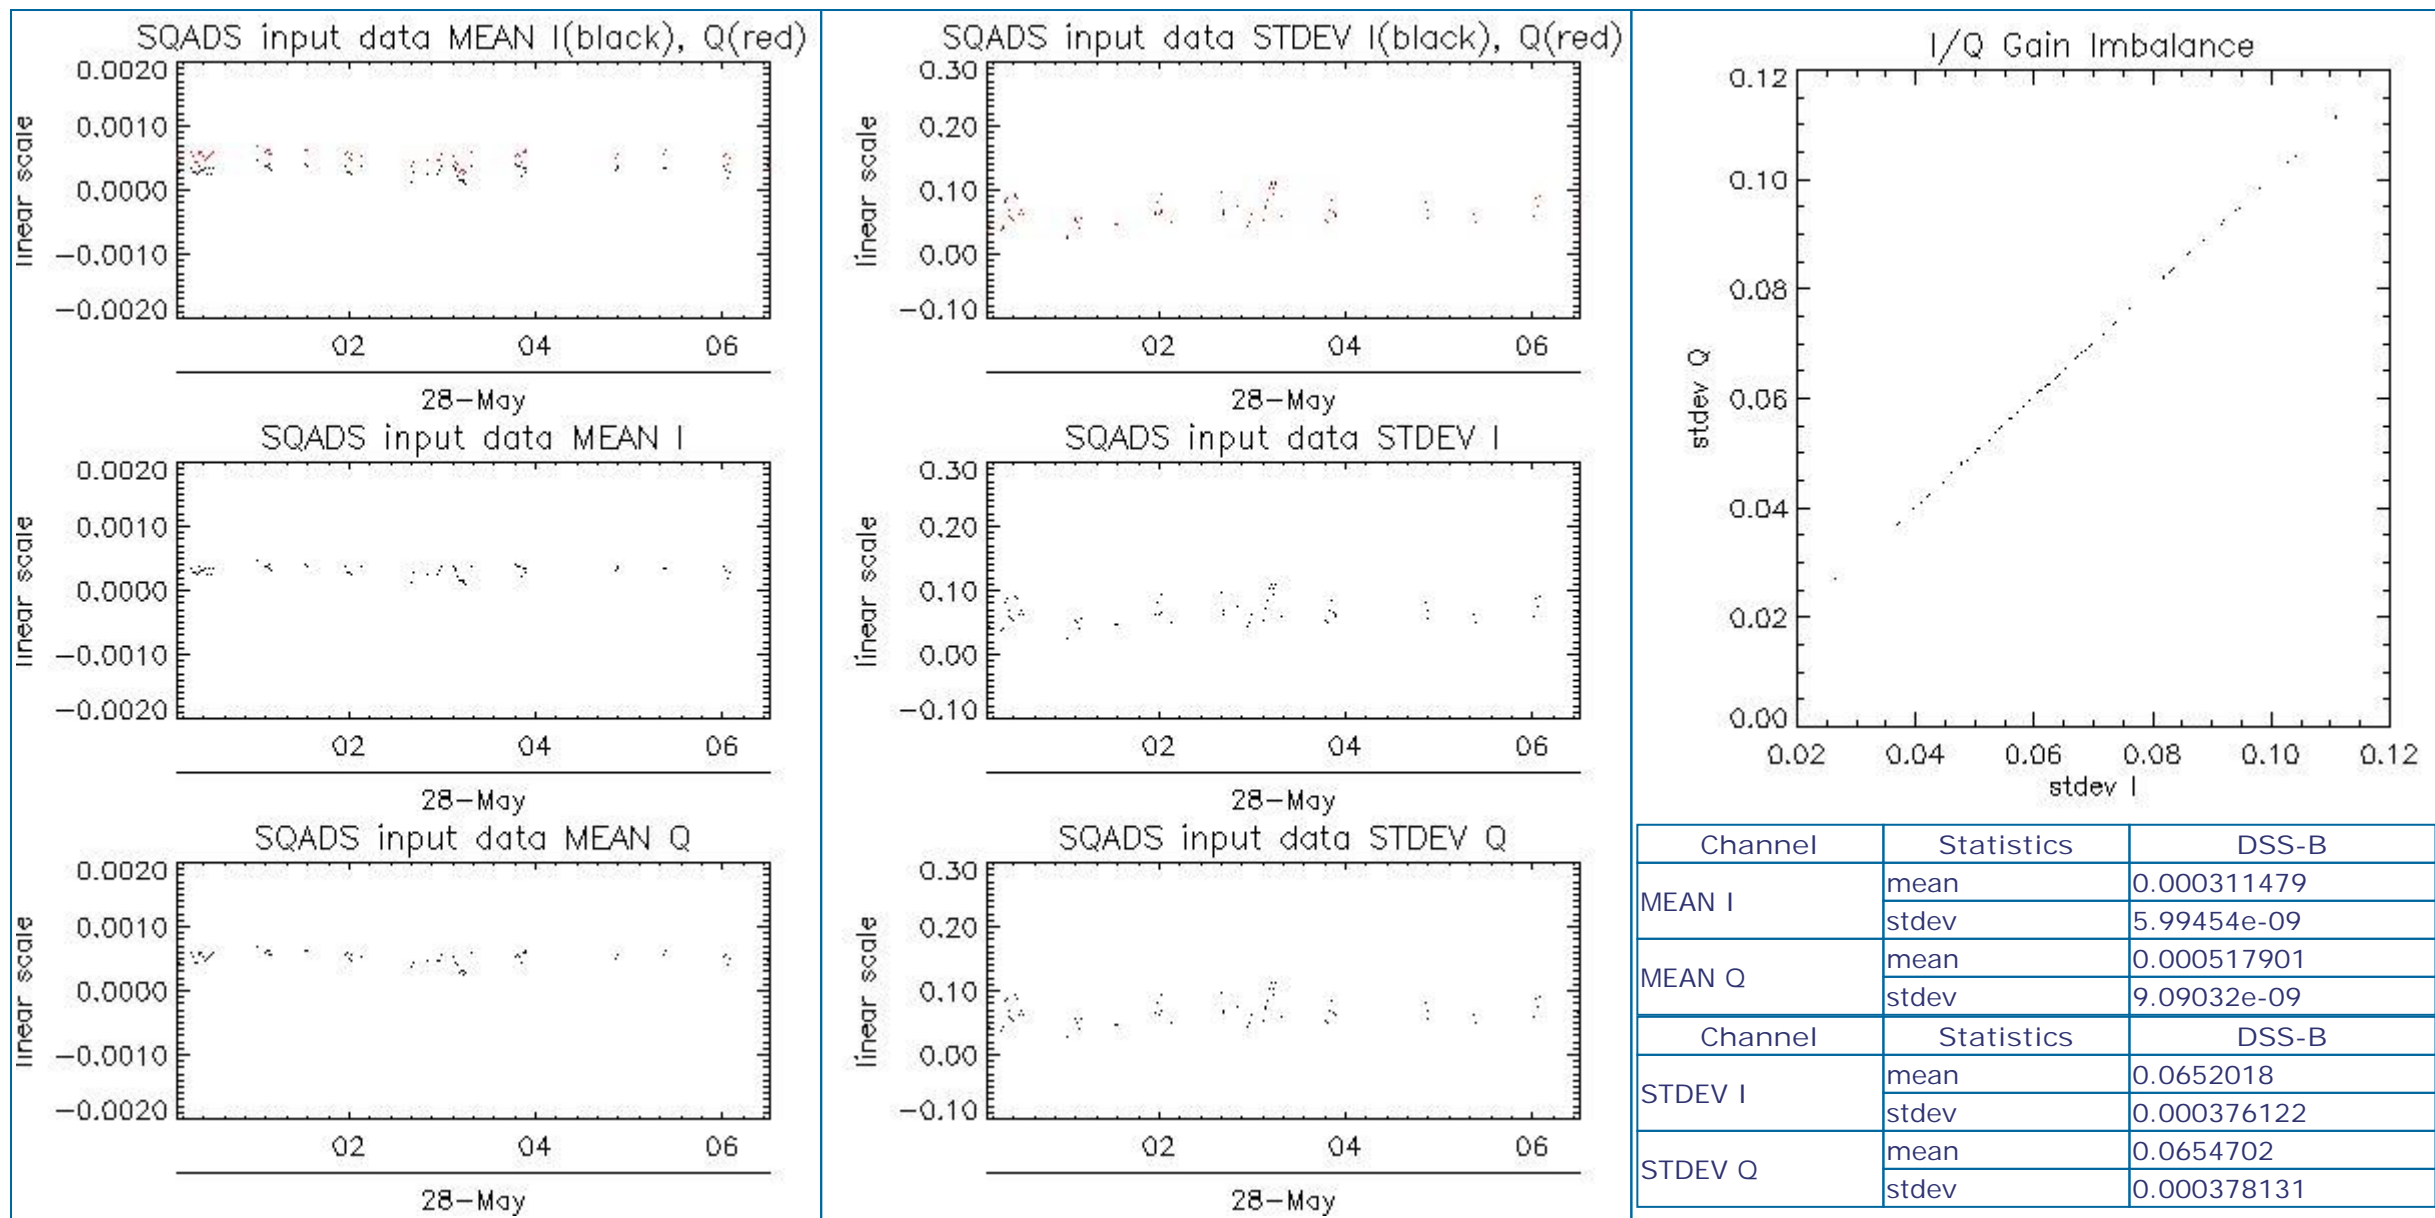 SQADS input data MEAN I(black), Q(red)
0.0020
0.0010
0.0000
-0.0010
-0.0020
linear scale
02 04 06
28-May
SQADS input data MEAN I
0.0020
0.0010
0.0000
-0.0010
-0.0020
linear scale
02 04 06
28-May
SQADS input data MEAN Q
0.0020
0.0010
0.0000
-0.0010
-0.0020
linear scale
02 04 06
28-May
SQADS input data STDEV I(black), Q(red)
0.30
0.20
0.10
0.00
-0.10
linear scale
02 04 06
28-May
SQADS input data STDEV I
0.30
0.20
0.10
0.00
-0.10
linear scale
02 04 06
28-May
SQADS input data STDEV Q
0.30
0.20
0.10
0.00
-0.10
linear scale
02 04 06
28-May
I/Q Gain Imbalance
0.12
0.10
0.08
0.06
0.04
0.02
0.00
stdev Q
0.02 0.04 0.06 0.08 0.10 0.12
stdev I
Channel Statistics DSS-B
MEAN I mean 0.000311479
stdev 5.99454e-09
MEAN Q mean 0.000517901
stdev 9.09032e-09
Channel Statistics DSS-B
STDEV I mean 0.0652018
stdev 0.000376122
STDEV Q mean 0.0654702
stdev 0.000378131